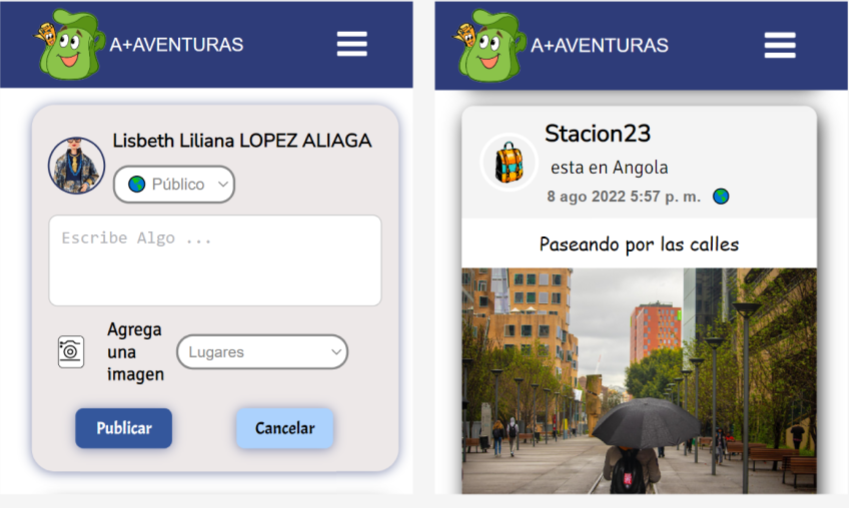 A+AVENTURAS
Lisbeth Liliana LOPEZ ALIAGA
Público
Escribe Algo ...
Agrega
una
imagen
Lugares
Publicar
Cancelar
A+AVENTURAS
Stacion23
esta en Angola
8 ago 2022 5:57 p. m.
Paseando por las calles